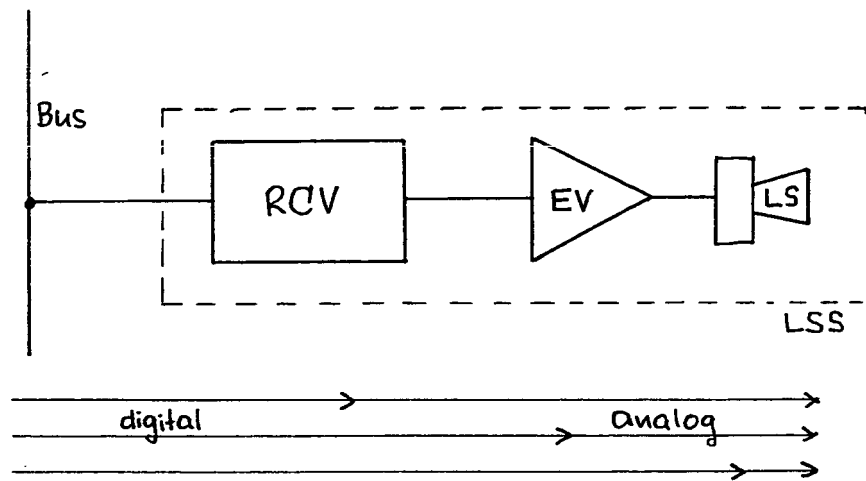 Bus
RCV
EV
LS
LSS
digital
analog